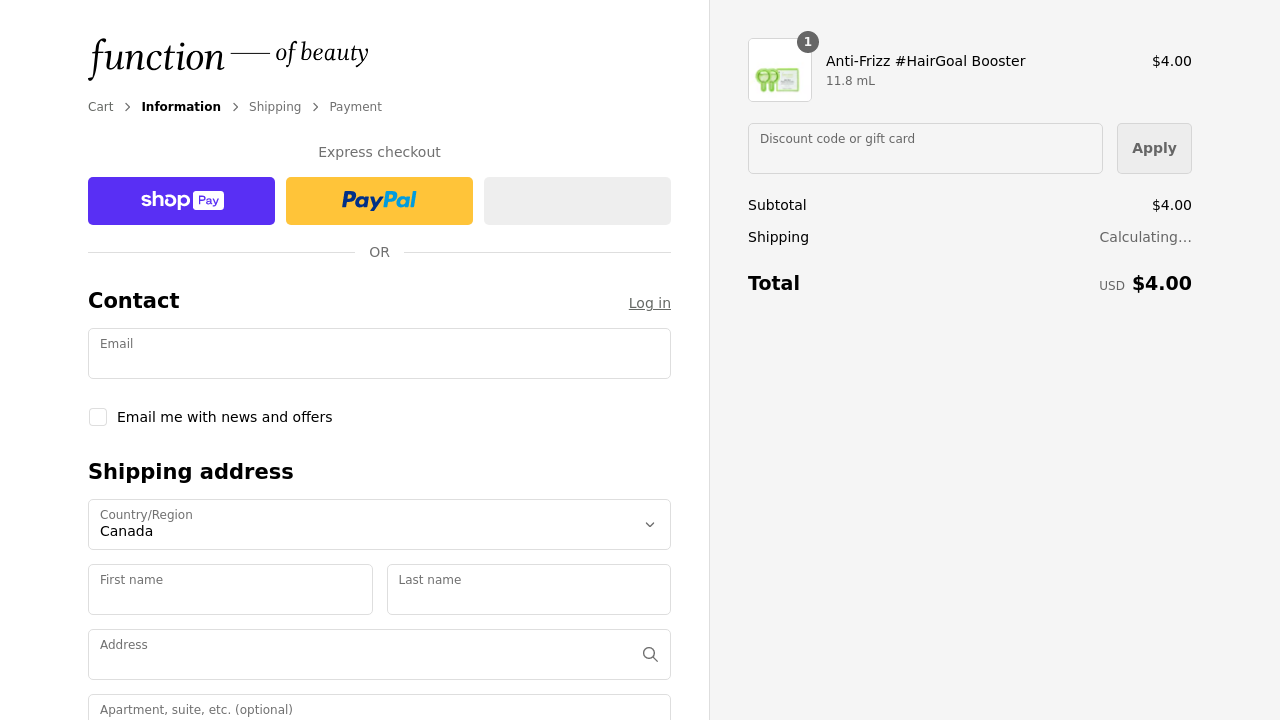 function — of beauty
Cart > Information > Shipping > Payment
Express checkout
shop Pay
PayPal
OR
Contact
Log in
Email
Email me with news and offers
Shipping address
Country/Region
Canada
First name
Last name
Address
Apartment, suite, etc. (optional)
1
Anti-Frizz #HairGoal Booster
$4.00
11.8 mL
Discount code or gift card
Apply
Subtotal
$4.00
Shipping
Calculating…
Total
USD $4.00